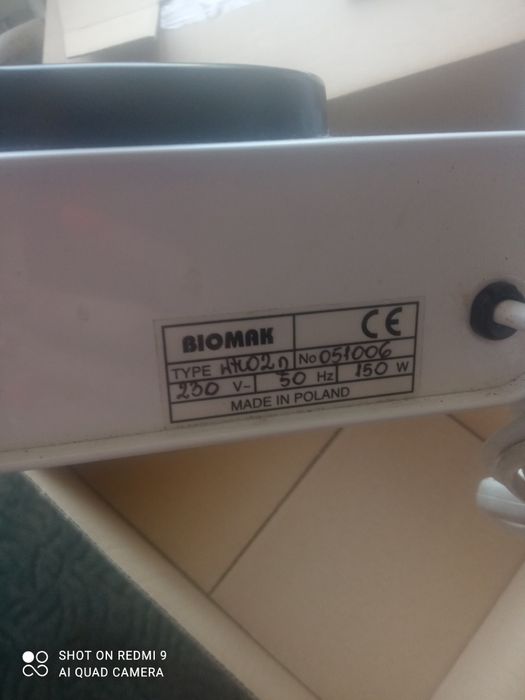 BIOMAK CE
TYPE WK02D No 051006
230 V~ 50 Hz 150 W
MADE IN POLAND
SHOT ON REDMI 9
AI QUAD CAMERA